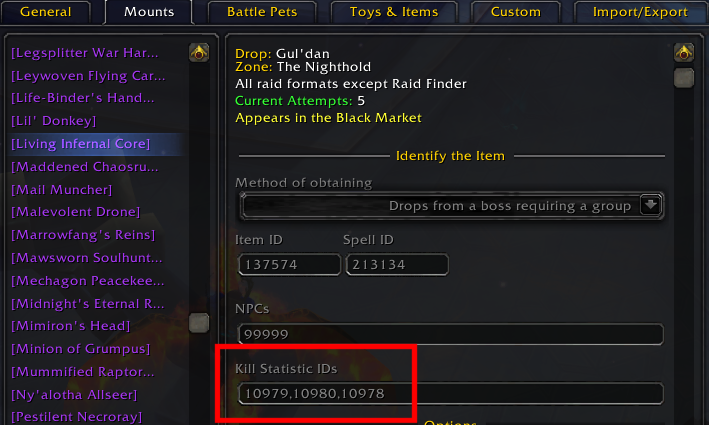 General
Mounts
Battle Pets
Toys & Items
Custom
Import/Export
[Legsplitter War Har...
[Leywoven Flying Car...
[Life-Binder's Hand...
[Lil' Donkey]
[Living Infernal Core]
[Maddened Chaosru...
[Mail Muncher]
[Malevolent Drone]
[Marrowfang's Reins]
[Mawsworn Soulhunt...
[Mechagon Peacekee...
[Midnight's Eternal R...
[Mimiron's Head]
[Minion of Grumpus]
[Mummified Raptor...
[Ny'alotha Allseer]
[Pestilent Necroray]
Drop: Gul'dan
Zone: The Nighthold
All raid formats except Raid Finder
Current Attempts: 5
Appears in the Black Market
Identify the Item
Method of obtaining
Drops from a boss requiring a group
Item ID
Spell ID
137574
213134
NPCs
99999
Kill Statistic IDs
10979,10980,10978
Options